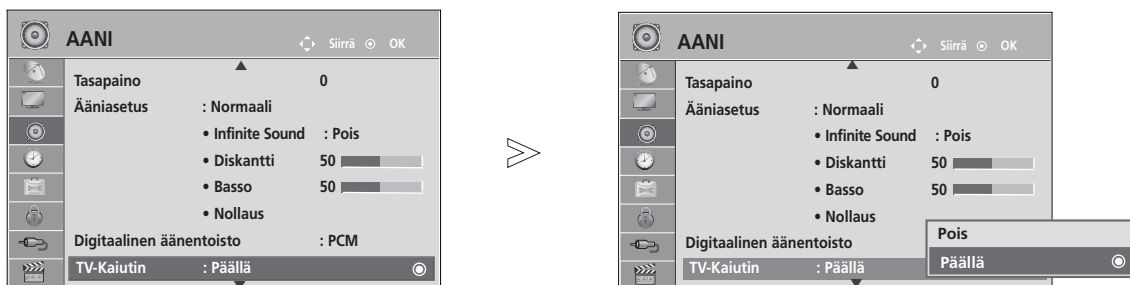 AANI Siirrä OK
Tasapaino 0
Ääniasetus : Normaali
• Infinite Sound : Pois
• Diskantti 50
• Basso 50
• Nollaus
Digitaalinen äänentoisto : PCM
TV-Kaiutin : Päällä
AANI Siirrä OK
Tasapaino 0
Ääniasetus : Normaali
• Infinite Sound : Pois
• Diskantti 50
• Basso 50
• Nollaus
Digitaalinen äänentoisto
TV-Kaiutin : Päällä
Pois
Päällä